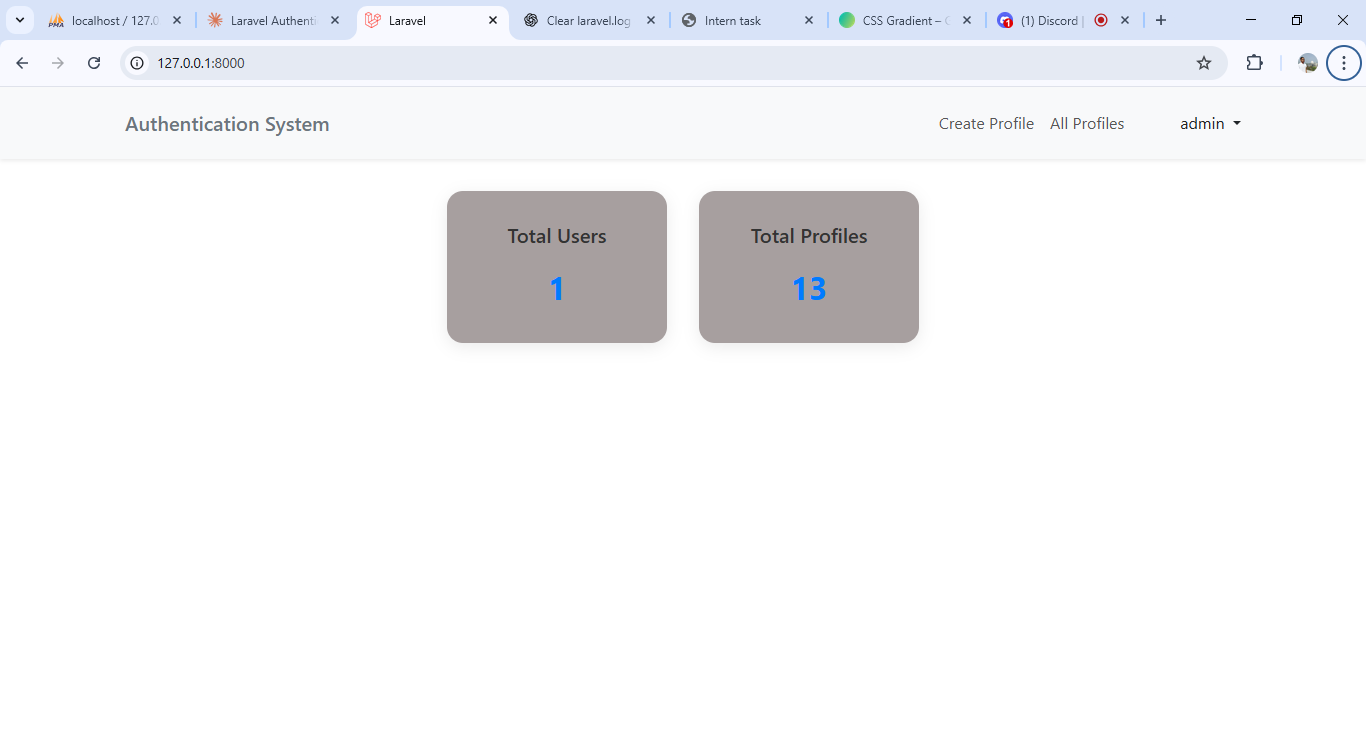 localhost / 127.0
Laravel Authenti
Laravel
Clear laravel.log
Intern task
CSS Gradient –
(1) Discord |
127.0.0.1:8000
Authentication System
Create Profile
All Profiles
admin
Total Users
Total Profiles
1
13